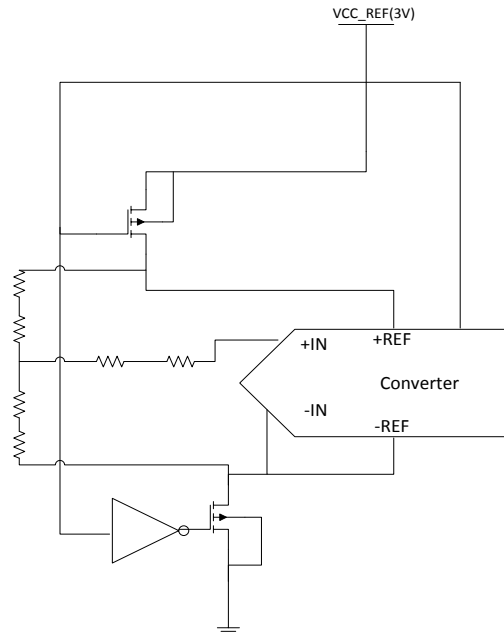 VCC_REF(3V)
+IN
+REF
Converter
-IN
-REF